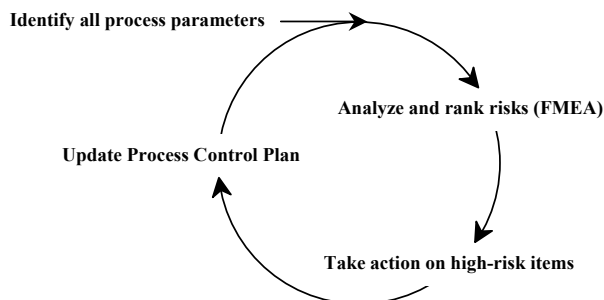 Identify all process parameters
Analyze and rank risks (FMEA)
Update Process Control Plan
Take action on high-risk items